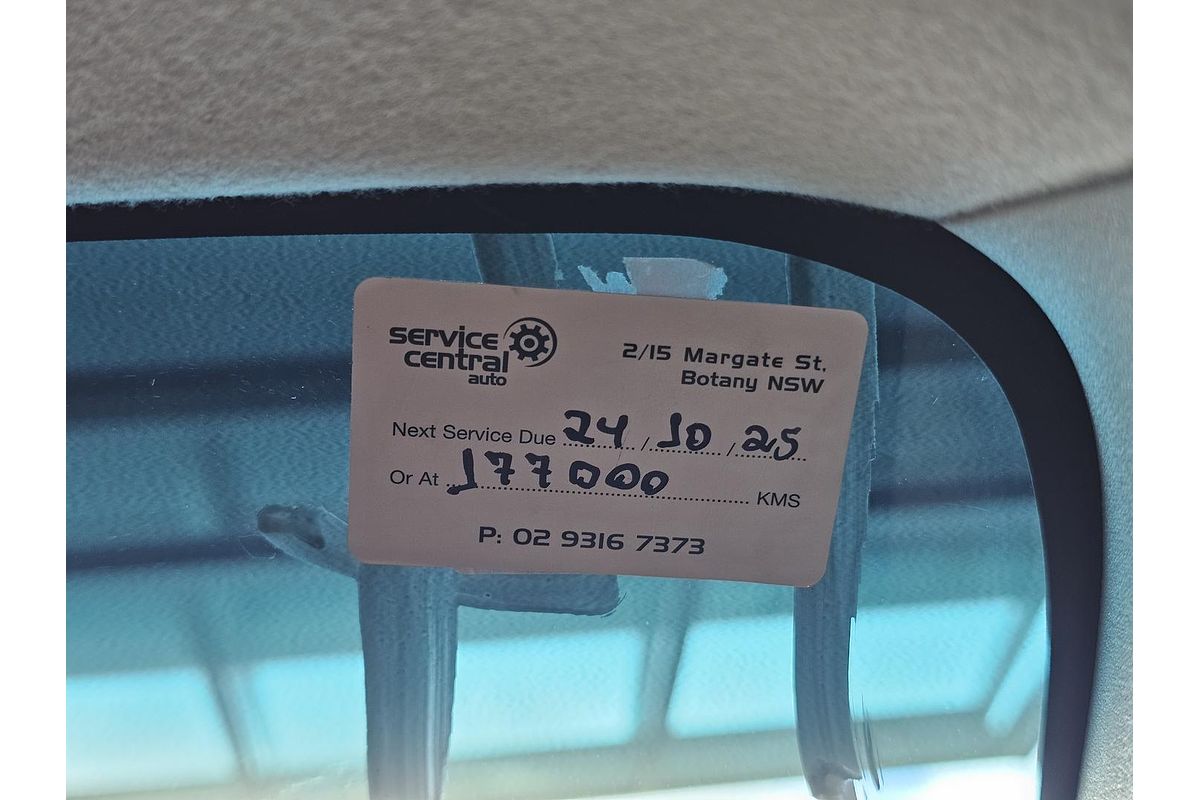 service
central
auto
2/15 Margate St,
Botany NSW
Next Service Due 24 / 10 / 25
Or At 177000 KMS
P: 02 9316 7373